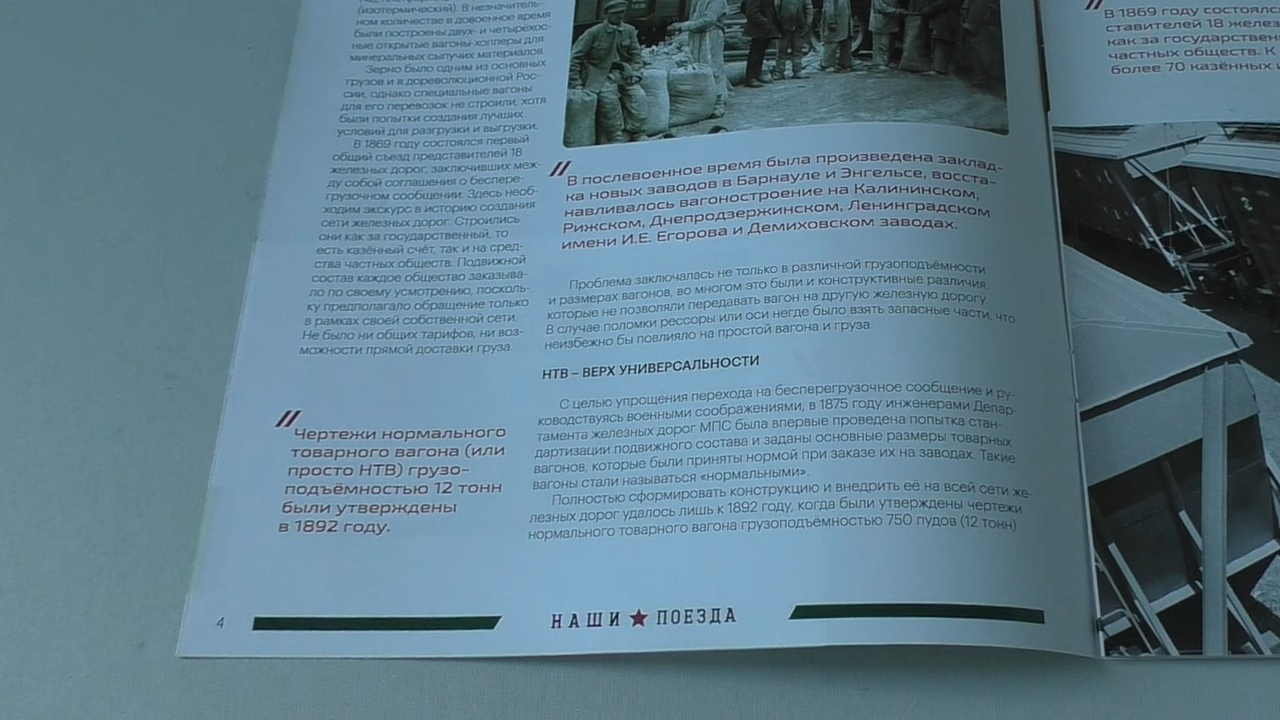 (изотермический). В незначитель-
ном количестве в довоенное время
были построены двух- и четырёхос-
ные открытые вагоны-хопперы для
минеральных сыпучих материалов.
Зерно было одним из основных
грузов и в дореволюционной Рос-
сии, однако специальные вагоны
для его перевозок не строили, хотя
были попытки создания лучших
условий для разгрузки и выгрузки.
В 1869 году состоялся первый
общий съезд представителей 18
железных дорог, заключивших меж-
ду собой соглашения о беспере-
грузочном сообщении. Здесь необ-
ходим экскурс в историю создания
сети железных дорог. Строились
они как за государственный, то
есть казённый счёт, так и на сред-
ства частных обществ. Подвижной
состав каждое общество заказыва-
ло по своему усмотрению, посколь-
ку предполагало обращение только
в рамках своей собственной сети.
Не было ни общих тарифов, ни воз-
можности прямой доставки груза.
Чертежи нормального
товарного вагона (или
просто НТВ) грузо-
подъёмностью 12 тонн
были утверждены
в 1892 году.
В послевоенное время была произведена заклад-
ка новых заводов в Барнауле и Энгельсе, восста-
навливалось вагоностроение на Калининском,
Рижском, Днепродзержинском, Ленинградском
имени И.Е. Егорова и Демиховском заводах.
Проблема заключалась не только в различной грузоподъёмности
и размерах вагонов, во многом это были и конструктивные различия,
которые не позволяли передавать вагон на другую железную дорогу.
В случае поломки рессоры или оси негде было взять запасные части, что
неизбежно бы повлияло на простой вагона и груза
НТВ – ВЕРХ УНИВЕРСАЛЬНОСТИ
С целью упрощения перехода на бесперегрузочное сообщение и ру-
ководствуясь военными соображениями, в 1875 году инженерами Депар-
тамента железных дорог МПС была впервые проведена попытка стан-
дартизации подвижного состава и заданы основные размеры товарных
вагонов, которые были приняты нормой при заказе их на заводах. Такие
вагоны стали называться «нормальными».
Полностью сформировать конструкцию и внедрить её на всей сети же-
лезных дорог удалось лишь к 1892 году, когда были утверждены чертежи
нормального товарного вагона грузоподъёмностью 750 пудов (12 тонн).
4
НАШИ ПОЕЗДА
В 1869 году состоялс
ставителей 18 желез
как за государствен
частных обществ. К
более 70 казённых и